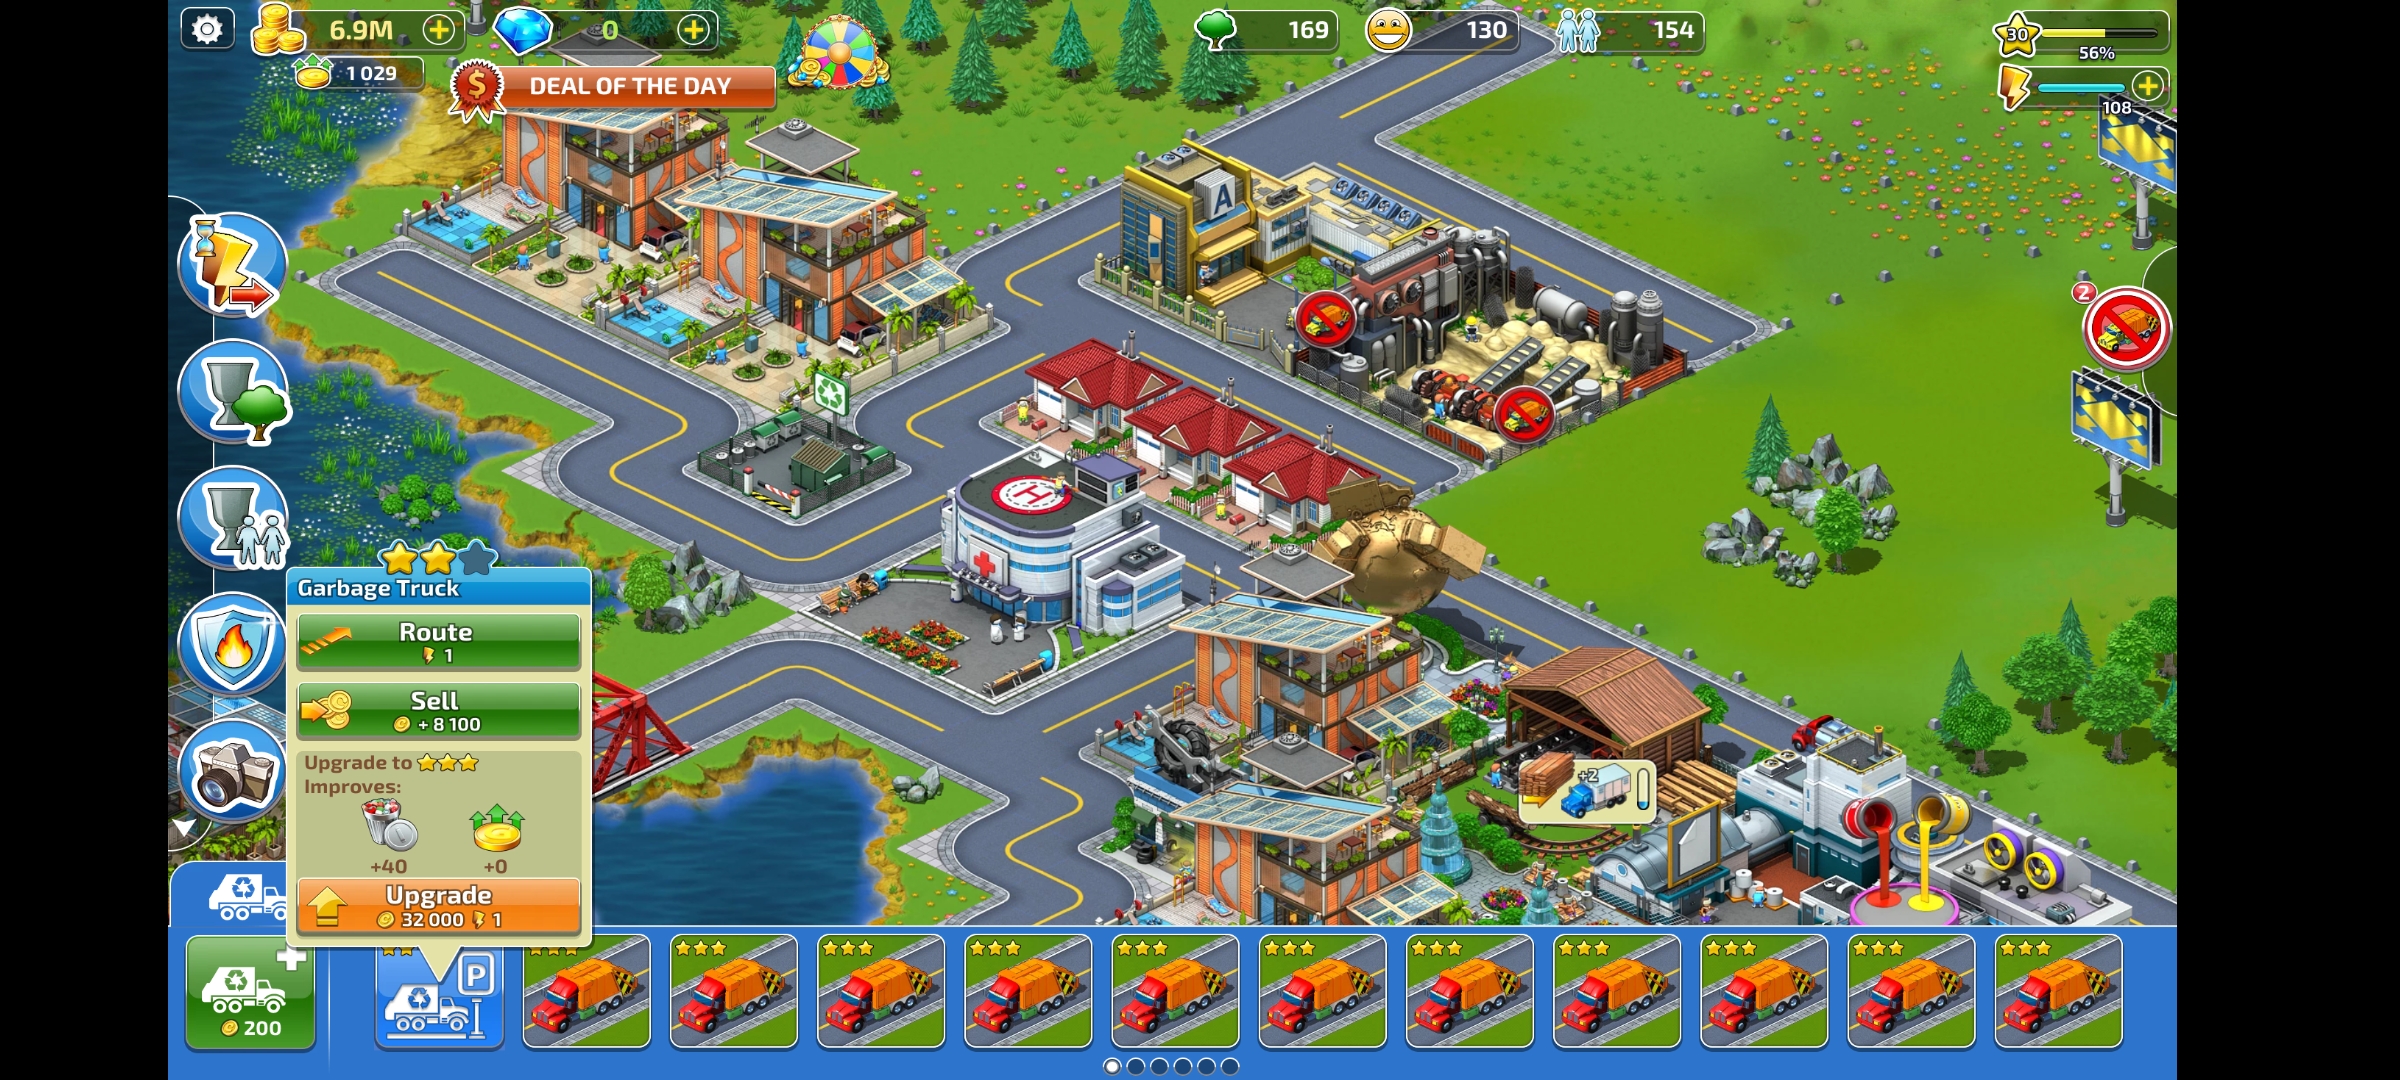 6.9M
0
169
130
154
30
56%
1 029
DEAL OF THE DAY
108
A
2
H
Garbage Truck
Route
1
Sell
+ 8 100
Upgrade to
Improves:
+2
+40
+0
Upgrade
32 000 1
P
200